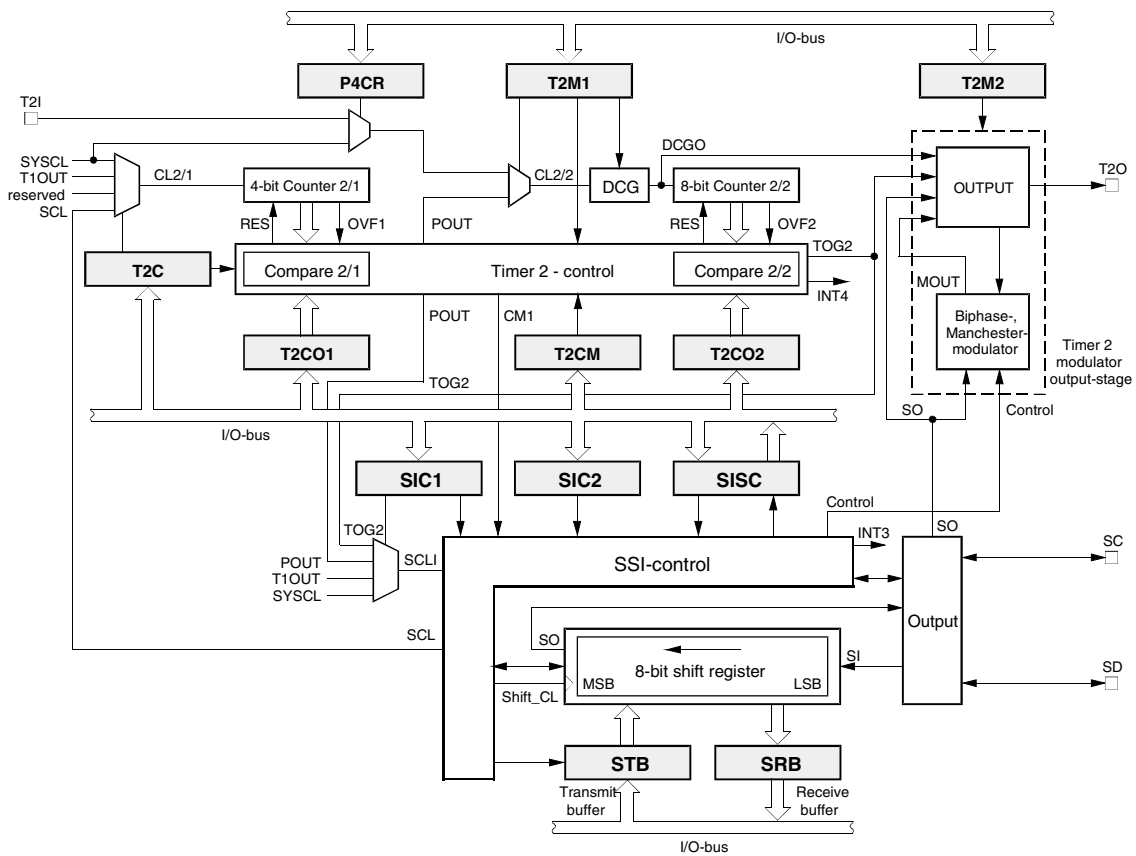 I/O-bus
P4CR
T2M1
T2M2
T2I
SYSCL
T1OUT
reserved
SCL
CL2/1
4-bit Counter 2/1
CL2/2
DCG
DCGO
8-bit Counter 2/2
OUTPUT
T2O
RES
OVF1
POUT
RES
OVF2
TOG2
T2C
Compare 2/1
Timer 2 - control
Compare 2/2
INT4
MOUT
Biphase-,
Manchester-
modulator
Timer 2
modulator
output-stage
POUT
CM1
T2CO1
T2CM
T2CO2
TOG2
SO
Control
I/O-bus
SIC1
SIC2
SISC
Control
TOG2
POUT
T1OUT
SYSCL
SCLI
SSI-control
INT3
SO
SC
Output
SCL
SO
8-bit shift register
MSB
LSB
SI
SD
Shift_CL
STB
SRB
Transmit
buffer
Receive
buffer
I/O-bus